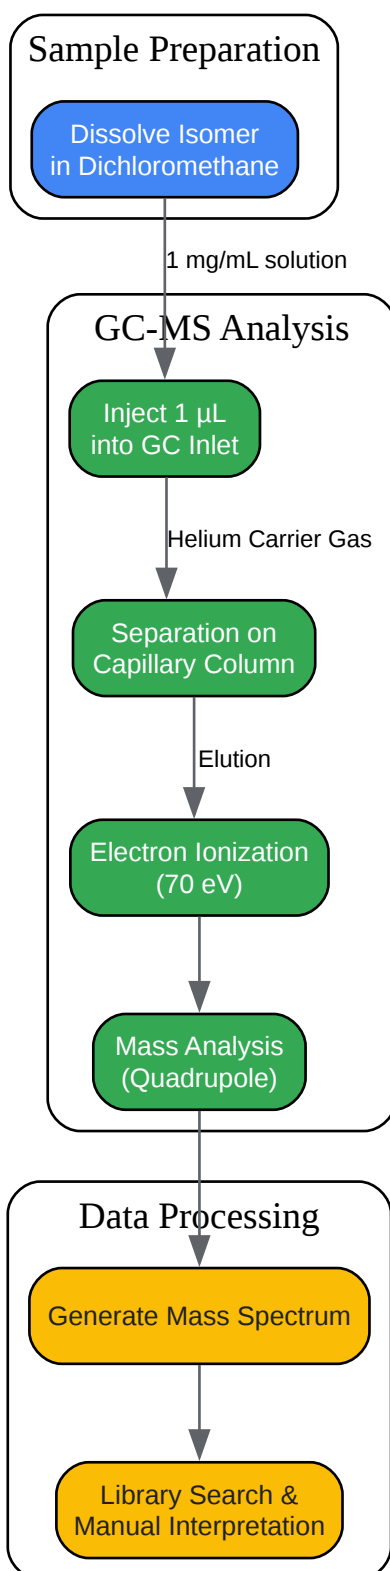 Sample Preparation
Dissolve Isomer
in Dichloromethane
1 mg/mL solution
GC-MS Analysis
Inject 1 µL
into GC Inlet
Helium Carrier Gas
Separation on
Capillary Column
Elution
Electron Ionization
(70 eV)
Mass Analysis
(Quadrupole)
Data Processing
Generate Mass Spectrum
Library Search &
Manual Interpretation